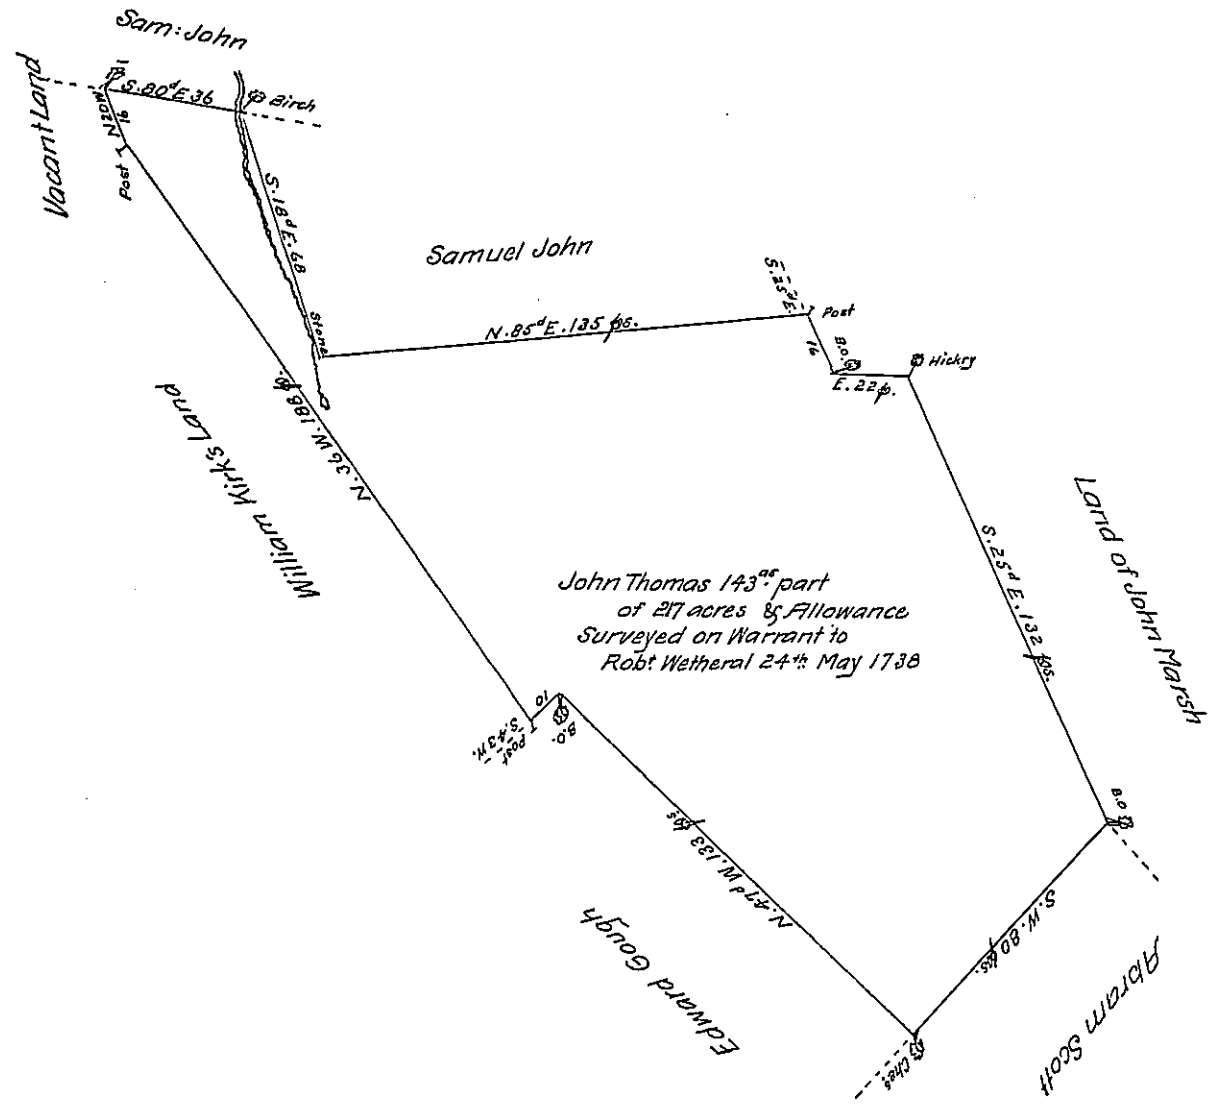 Sam: John
Vacant Land
S. 80ᵈ E 36
Birch
N 20 W.
16
Post
S. 18ᵈ E. 68
Stone
Samuel John
N. 85ᵈ E. 135 ps.
S. 25ᵈ E.
16
Post
B.O.
E. 22 p.
Hickry
William Kirk's Land
N. 36 W. 188 ps.
Land of John Marsh
S. 25ᵈ E. 132 ps.
John Thomas 143ᵃˢ part
of 217 acres & Allowance
Surveyed on Warrant to
Robᵗ Wetheral 24ᵗʰ May 1738
10
Post
S. 43 W.
B.O.
B.O
N. 47ᵈ W. 133 ps
S. W. 80 ps.
Edward Gough
Abram Scott
Ches.